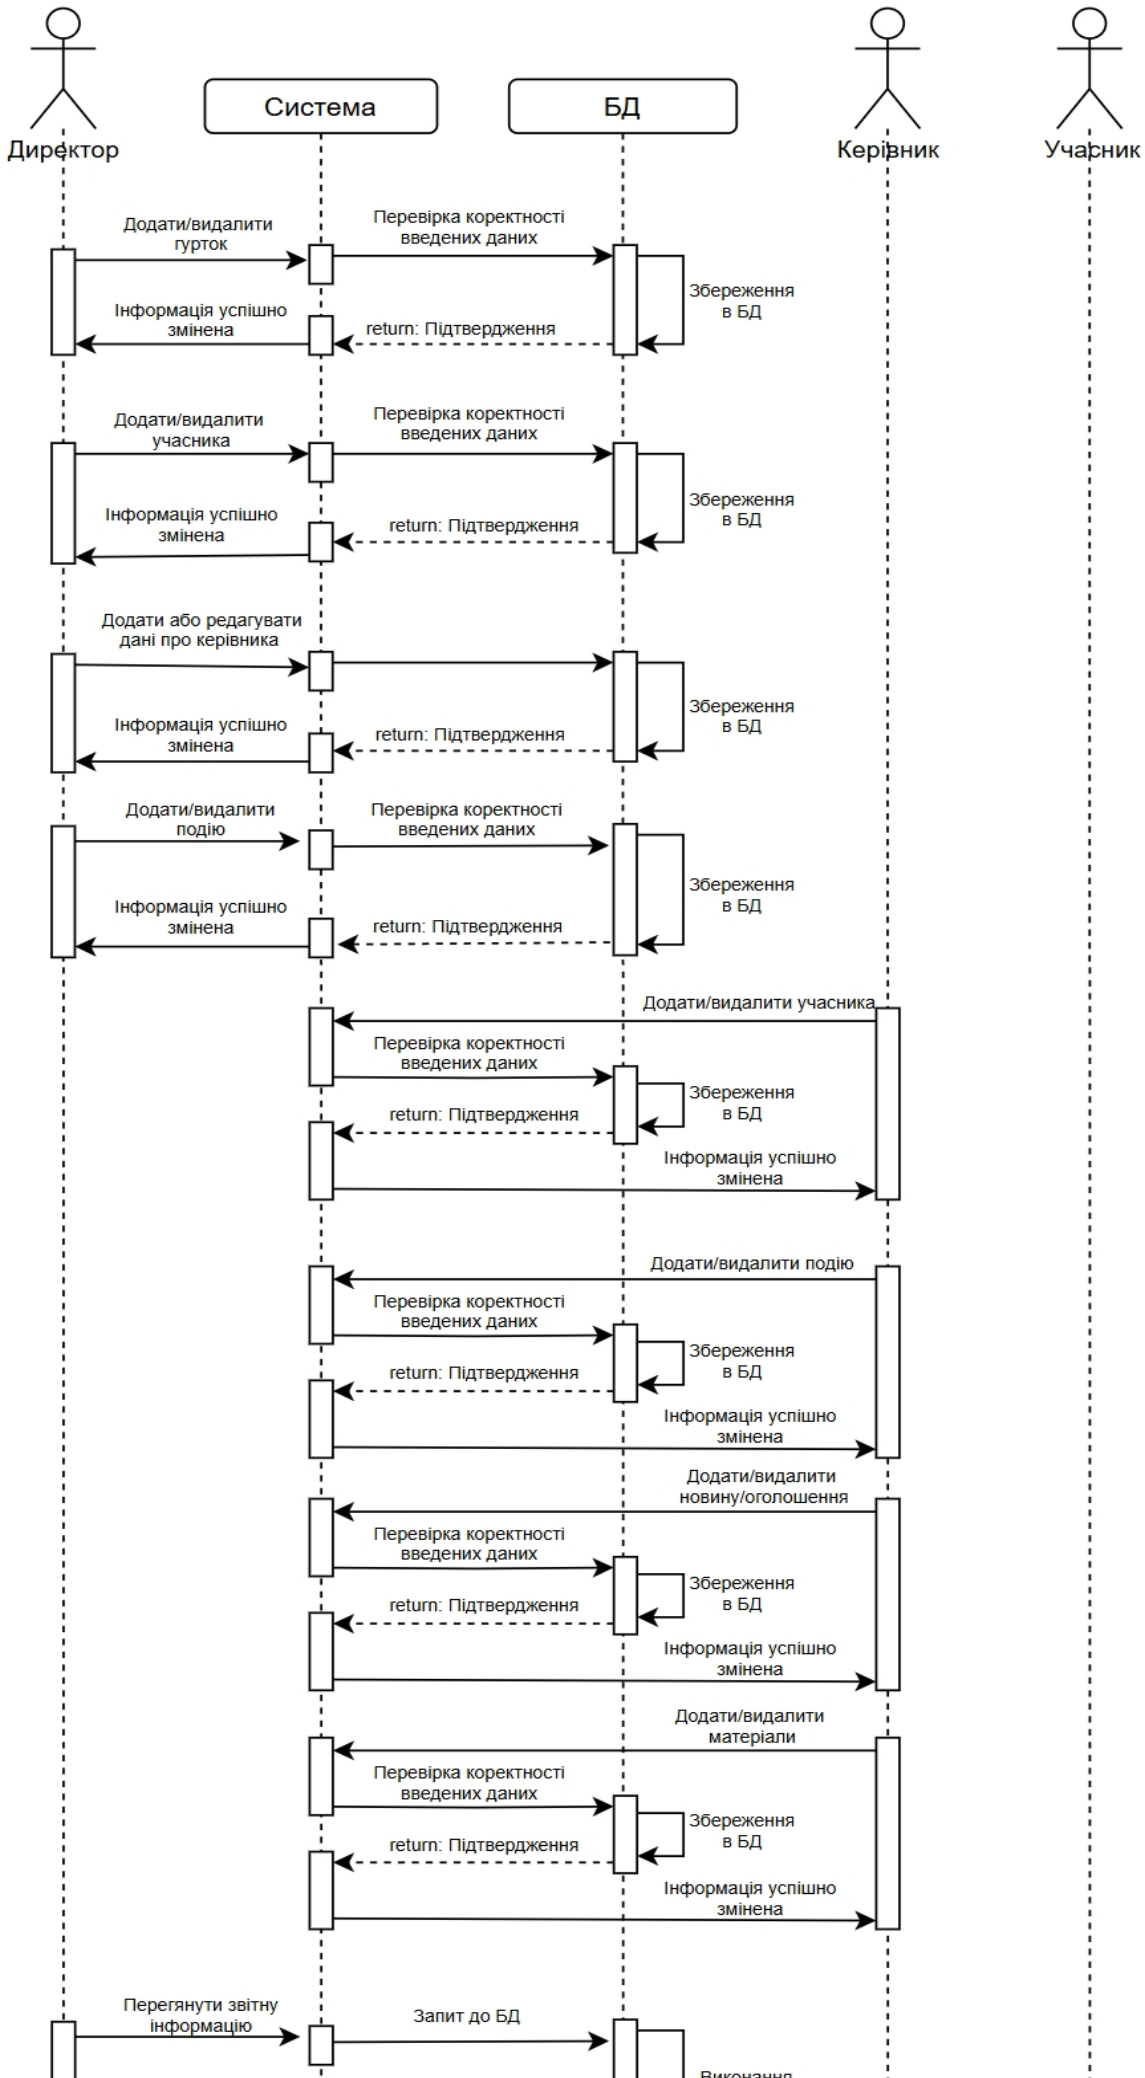 Директор
Система
БД
Керівник
Учасник
Додати/видалити
гурток
Перевірка коректності
введених даних
Збереження
в БД
Інформація успішно
змінена
return: Підтвердження
Додати/видалити
учасника
Перевірка коректності
введених даних
Збереження
в БД
Інформація успішно
змінена
return: Підтвердження
Додати або редагувати
дані про керівника
Збереження
в БД
Інформація успішно
змінена
return: Підтвердження
Додати/видалити
подію
Перевірка коректності
введених даних
Збереження
в БД
Інформація успішно
змінена
return: Підтвердження
Додати/видалити учасника
Перевірка коректності
введених даних
Збереження
в БД
return: Підтвердження
Інформація успішно
змінена
Додати/видалити подію
Перевірка коректності
введених даних
Збереження
в БД
return: Підтвердження
Інформація успішно
змінена
Додати/видалити
новину/оголошення
Перевірка коректності
введених даних
Збереження
в БД
return: Підтвердження
Інформація успішно
змінена
Додати/видалити
матеріали
Перевірка коректності
введених даних
Збереження
в БД
return: Підтвердження
Інформація успішно
змінена
Перегянути звітну
інформацію
Запит до БД
Виконання